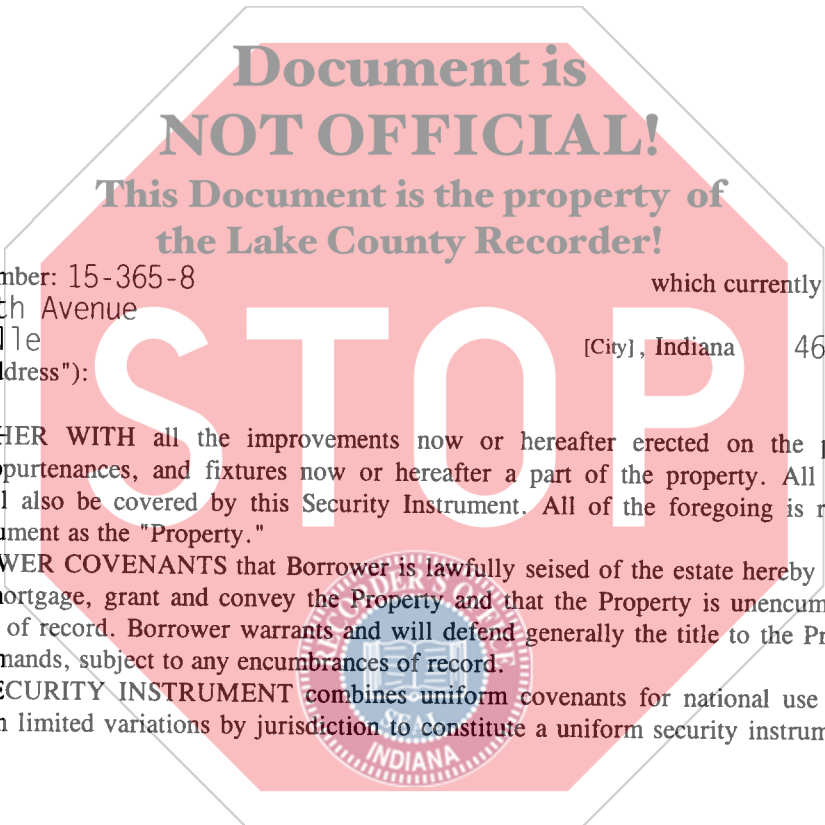 Document is
NOT OFFICIAL!
This Document is the property of
the Lake County Recorder!
mber: 15-365-8 which currently
th Avenue
lle [City], Indiana 46
ddress"):
STOP
HER WITH all the improvements now or hereafter erected on the
ppurtenances, and fixtures now or hereafter a part of the property. All
l also be covered by this Security Instrument. All of the foregoing is r
ument as the "Property."
WER COVENANTS that Borrower is lawfully seised of the estate hereby
ortgage, grant and convey the Property and that the Property is unencum
of record. Borrower warrants and will defend generally the title to the Pr
mands, subject to any encumbrances of record.
ECURITY INSTRUMENT combines uniform covenants for national use
n limited variations by jurisdiction to constitute a uniform security instrum
RECORDER'S OFFICE
SEAL
INDIANA